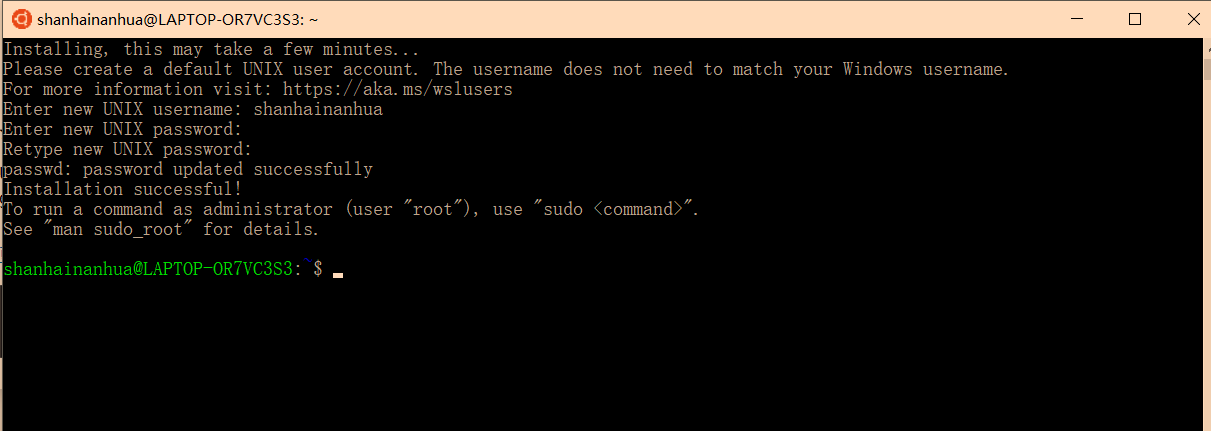 shanhainanhua@LAPTOP-OR7VC3S3: ~
Installing, this may take a few minutes...
Please create a default UNIX user account. The username does not need to match your Windows username.
For more information visit: https://aka.ms/wslusers
Enter new UNIX username: shanhainanhua
Enter new UNIX password:
Retype new UNIX password:
passwd: password updated successfully
Installation successful!
To run a command as administrator (user "root"), use "sudo <command>".
See "man sudo_root" for details.
shanhainanhua@LAPTOP-OR7VC3S3:~$